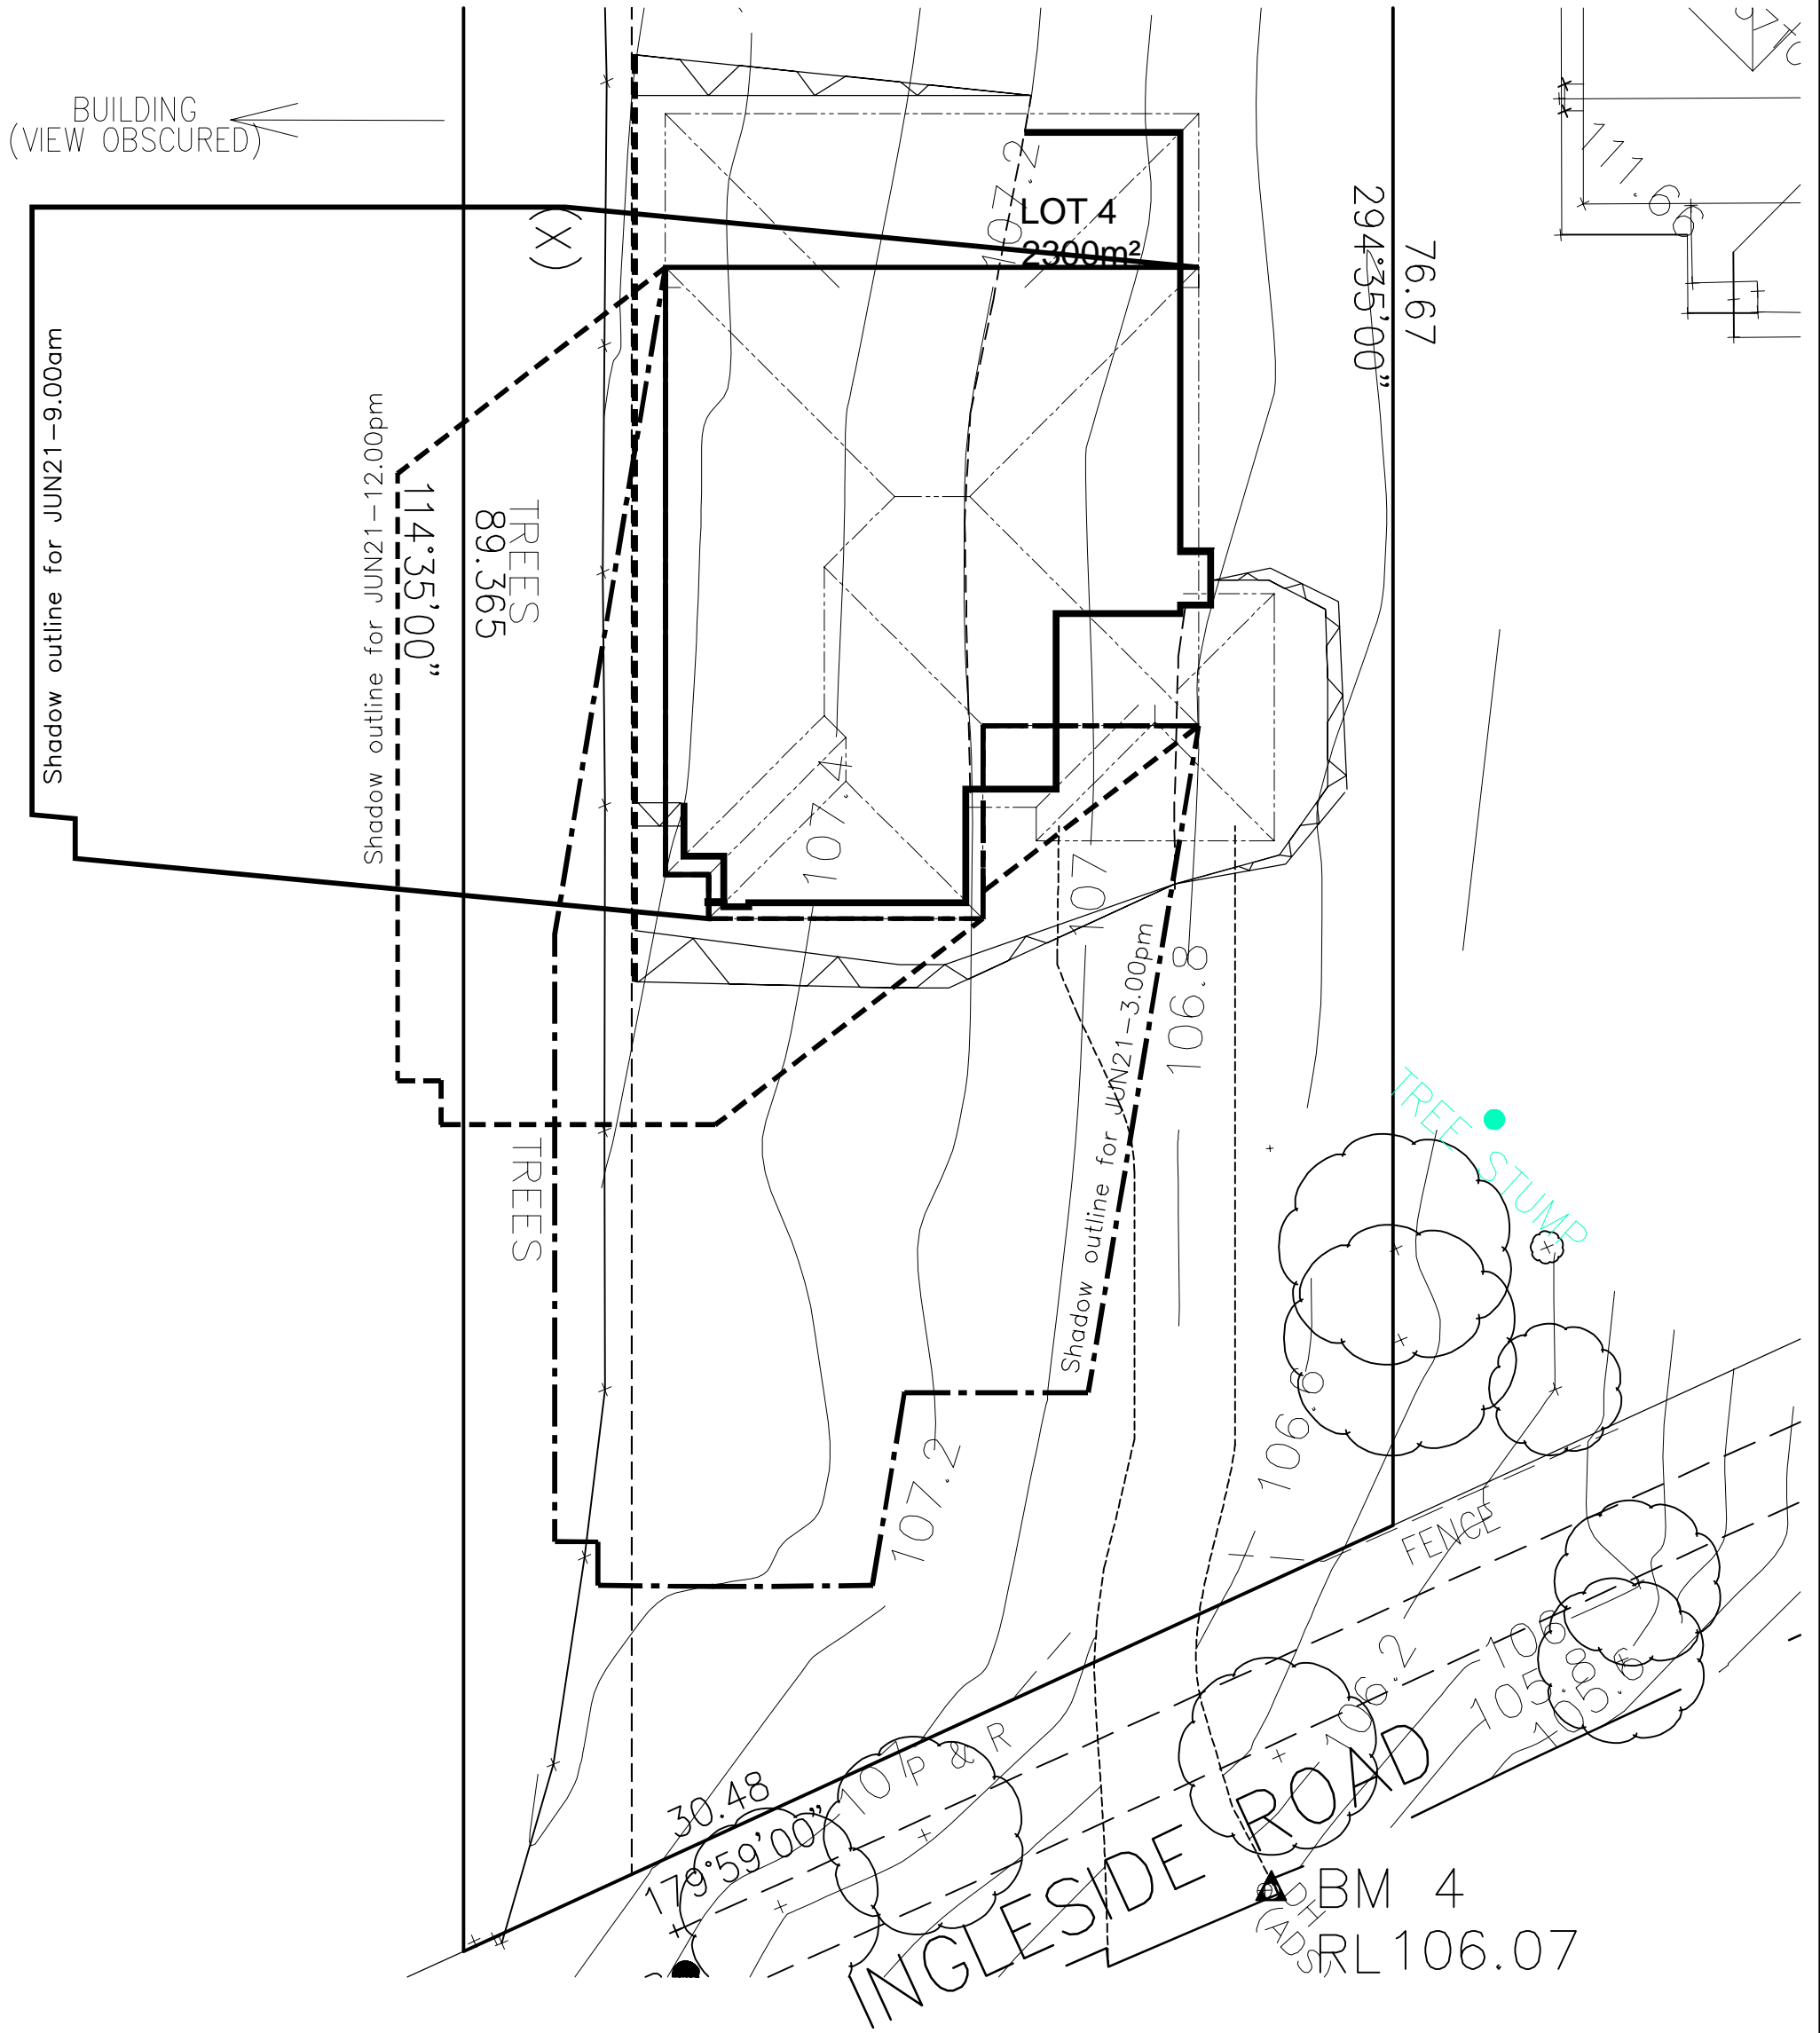 BUILDING
(VIEW OBSCURED)
(X)
LOT 4
2300m²
107.2
111.66
76.67
294°35'00"
Shadow outline for JUN21-9.00am
Shadow outline for JUN21-12.00pm
114°35'00"
89.365
TREES
107.4
107
106.8
Shadow outline for JUN21-3.00pm
TREES
TREE STUMP
106.6
107.2
FENCE
106
105.8
105.6
106.2
107
P & R
30.48
179°59'00"
INGLESIDE ROAD
BM 4
RL106.07
DH
(ADS)